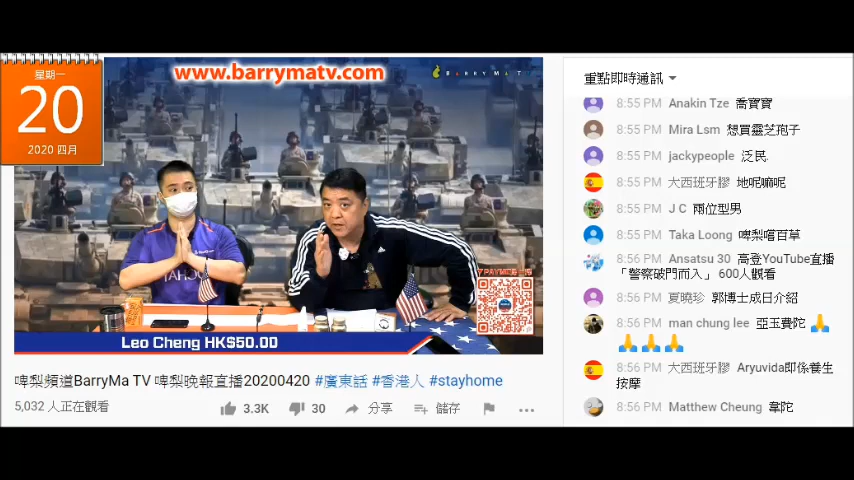 星期一
20
2020 四月
www.barrymatv.com
BARRYMAT
YAHOO
Leo Cheng HK$50.00
啤梨頻道BarryMa TV 啤梨晚報直播20200420 #廣東話 #香港人 #stayhome
5,032 人正在觀看
3.3K
30
分享
儲存
重點即時通訊
8:55 PM Anakin Tze 喬寶寶
8:55 PM Mira Lsm 想買靈芝孢子
8:55 PM jackypeople 泛民
8:55 PM 大西班牙膠 地呢嘛呢
8:55 PM J C 兩位型男
8:55 PM Taka Loong 啤梨嚐百草
8:56 PM Ansatsu 30 高登YouTube直播
「警察破門而入」 600人觀看
8:56 PM 夏曉珍 郭博士成日介紹
8:56 PM man chung lee 亞玉費陀 🙏
🙏🙏🙏
8:56 PM 大西班牙膠 Aryuvida即係養生
按摩
8:56 PM Matthew Cheung 韋陀